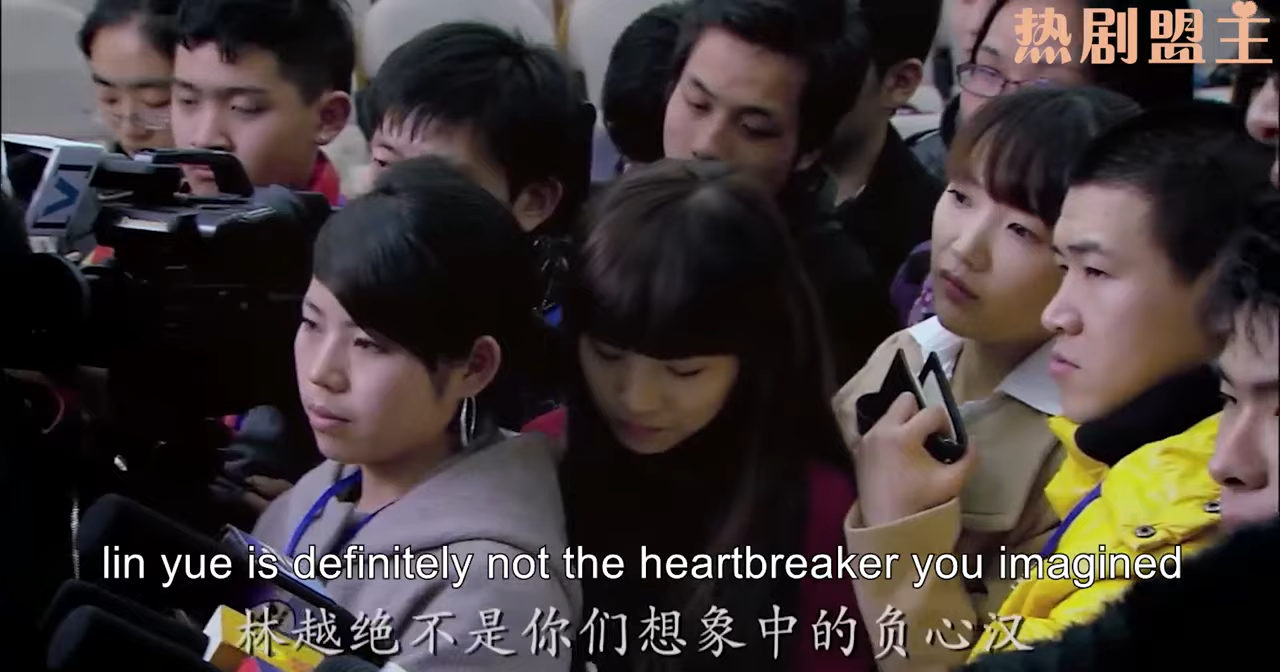 热剧盟主
lin yue is definitely not the heartbreaker you imagined
林越绝不是你们想象中的负心汉